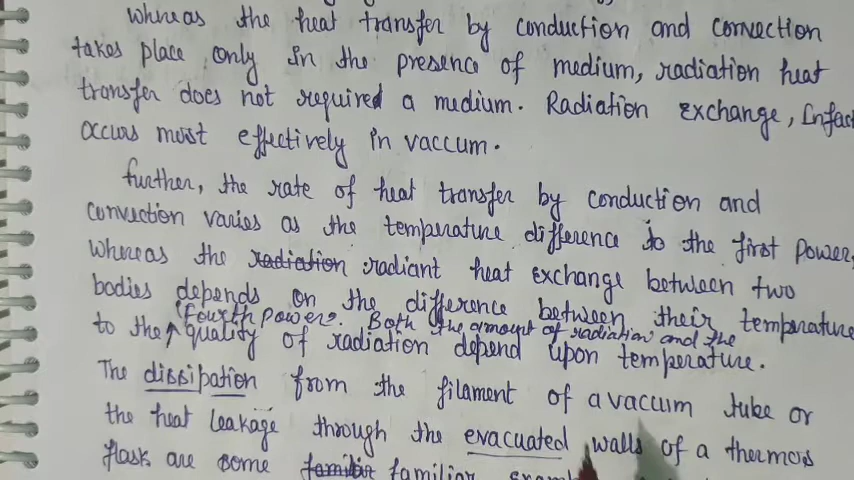 whereas the heat transfer by conduction and convection
takes place only in the presence of medium, radiation heat
transfer does not required a medium. Radiation exchange, Infact
occurs most effectively in vaccum.
further, the rate of heat transfer by conduction and
convection varies as the temperature difference to the first power,
whereas the radiation radiant heat exchange between two
bodies depends on the difference between their temperature
(Fourth power. Both the amount of radiation and the
to the quality of radiation depend upon temperature.
The dissipation from the filament of a vaccum tube or
the heat leakage through the evacuated walls of a thermos
flask are some familiar